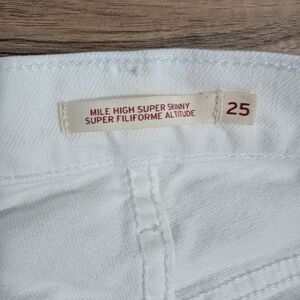 MILE HIGH SUPER SKINNY
SUPER FILIFORME ALTITUDE
25